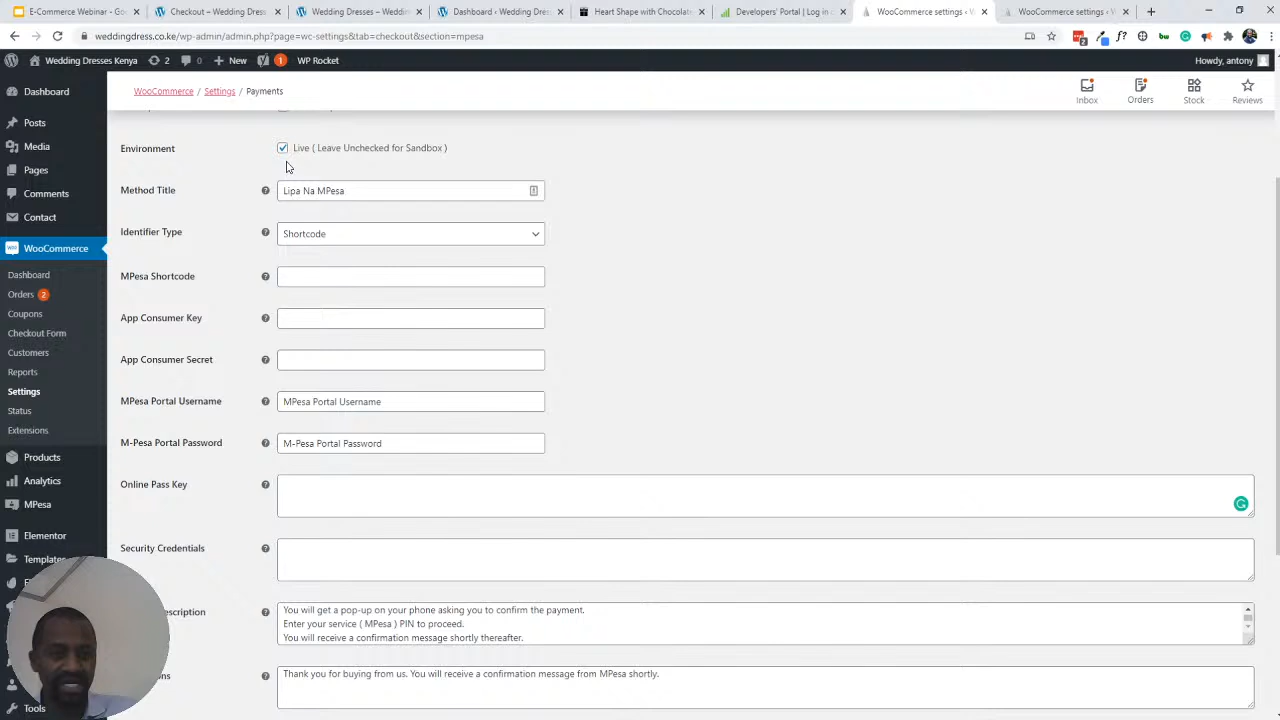 E-Commerce Webinar - Goo
Checkout – Wedding Dress
Wedding Dresses – Weddin
Dashboard ‹ Wedding Dress
Heart Shape with Chocolat
Developers' Portal | Log in o
WooCommerce settings ‹ W
WooCommerce settings ‹ W
weddingdress.co.ke/wp-admin/admin.php?page=wc-settings&tab=checkout&section=mpesa
Wedding Dresses Kenya 2 0 New 1 WP Rocket
Howdy, antony
Dashboard
Posts
Media
Pages
Comments
Contact
WooCommerce
Dashboard
Orders 2
Coupons
Checkout Form
Customers
Reports
Settings
Status
Extensions
Products
Analytics
MPesa
Elementor
Templates
Tools
WooCommerce / Settings / Payments
Inbox
Orders
Stock
Reviews
Environment
Live ( Leave Unchecked for Sandbox )
Method Title
Lipa Na MPesa
Identifier Type
Shortcode
MPesa Shortcode
App Consumer Key
App Consumer Secret
MPesa Portal Username
MPesa Portal Username
M-Pesa Portal Password
M-Pesa Portal Password
Online Pass Key
Security Credentials
escription
You will get a pop-up on your phone asking you to confirm the payment.
Enter your service ( MPesa ) PIN to proceed.
You will receive a confirmation message shortly thereafter.
ns
Thank you for buying from us. You will receive a confirmation message from MPesa shortly.